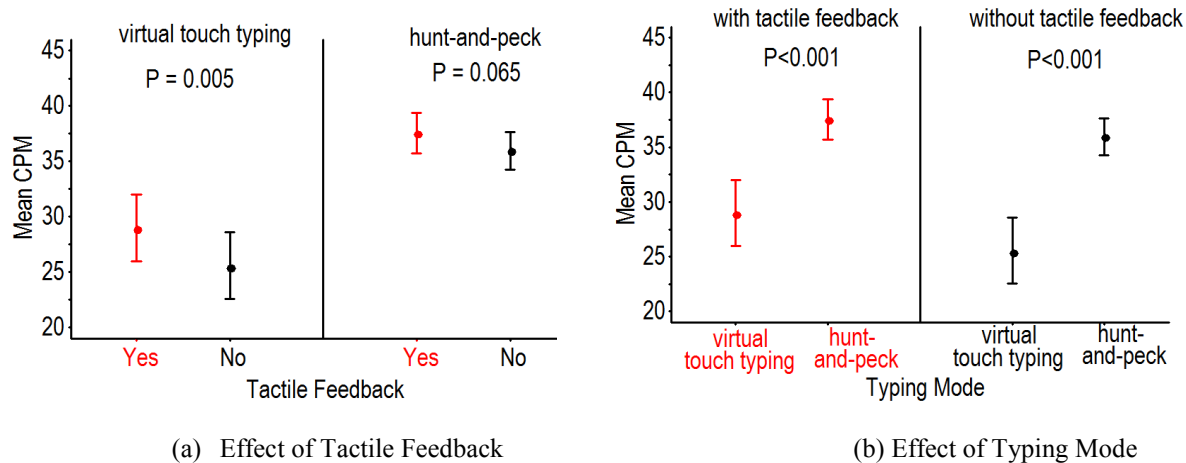 virtual touch typing
hunt-and-peck
P = 0.005
P = 0.065
45
40
35
30
25
20
Mean CPM
Yes
No
Yes
No
Tactile Feedback
(a) Effect of Tactile Feedback
with tactile feedback
without tactile feedback
P<0.001
P<0.001
45
40
35
30
25
20
Mean CPM
virtual
touch typing
hunt-
and-peck
virtual
touch typing
hunt-
and-peck
Typing Mode
(b) Effect of Typing Mode